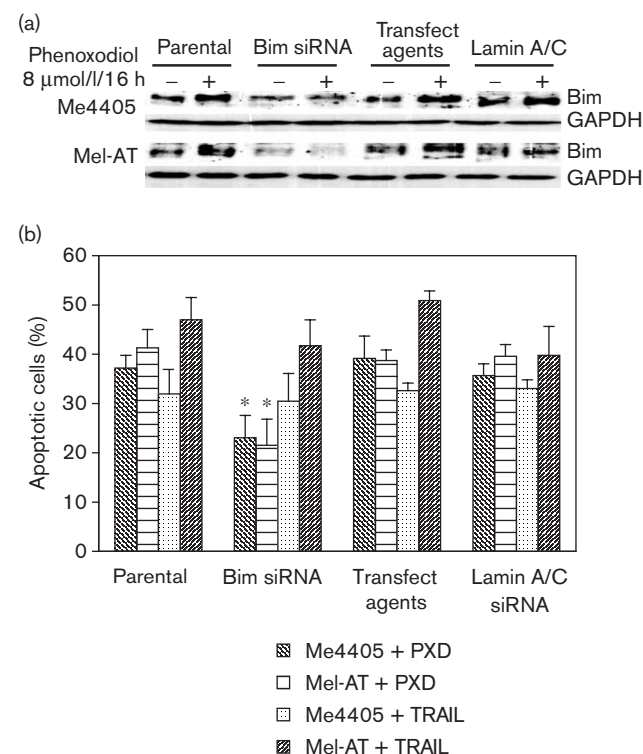 (a)
Phenoxodiol
8 μmol/l/16 h
Parental Bim siRNA Transfect agents Lamin A/C
− + − + − + − +
Me4405 Bim
GAPDH
Mel-AT Bim
GAPDH
(b)
Apoptotic cells (%)
60
50
40
30
20
10
0
* *
Parental Bim siRNA Transfect agents Lamin A/C siRNA
Me4405 + PXD
Mel-AT + PXD
Me4405 + TRAIL
Mel-AT + TRAIL